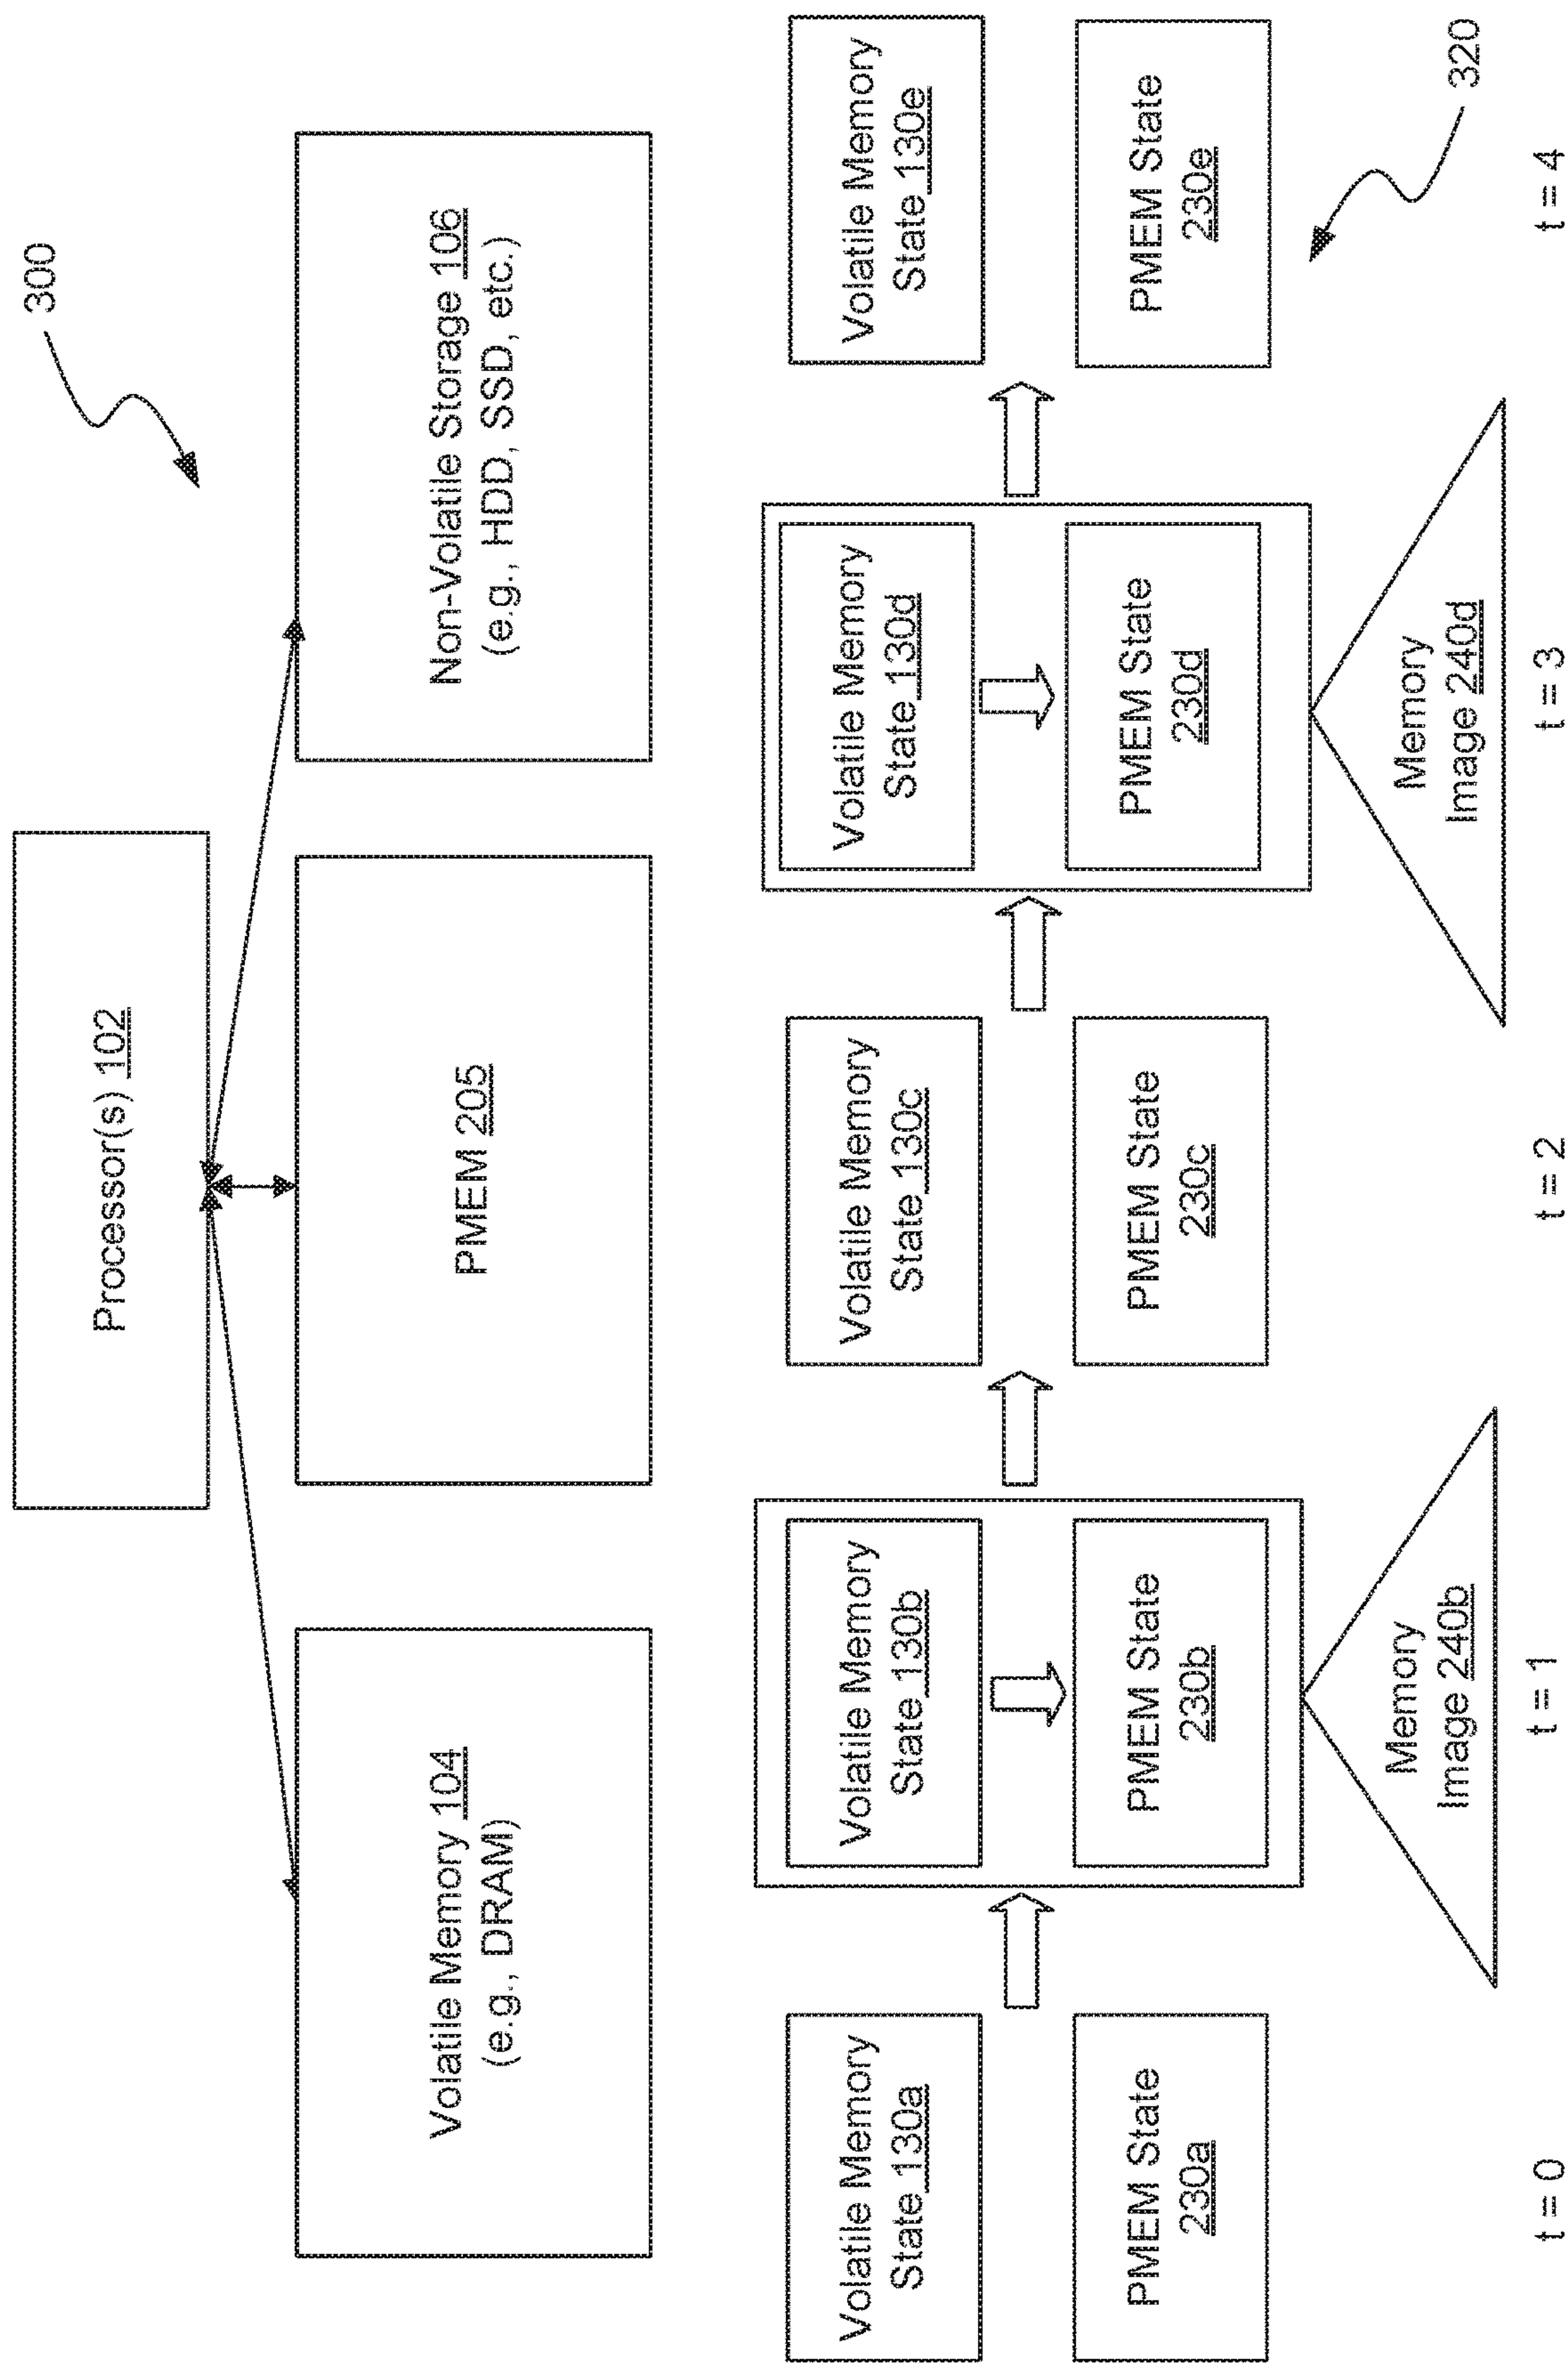 300
Processor(s) 102
Volatile Memory 104
(e.g., DRAM)
PMEM 205
Non-Volatile Storage 106
(e.g., HDD, SSD, etc.)
Volatile Memory
State 130a
PMEM State
230a
t = 0
Volatile Memory
State 130b
PMEM State
230b
Memory
Image 240b
t = 1
Volatile Memory
State 130c
PMEM State
230c
t = 2
Volatile Memory
State 130d
PMEM State
230d
Memory
Image 240d
t = 3
Volatile Memory
State 130e
PMEM State
230e
t = 4
320